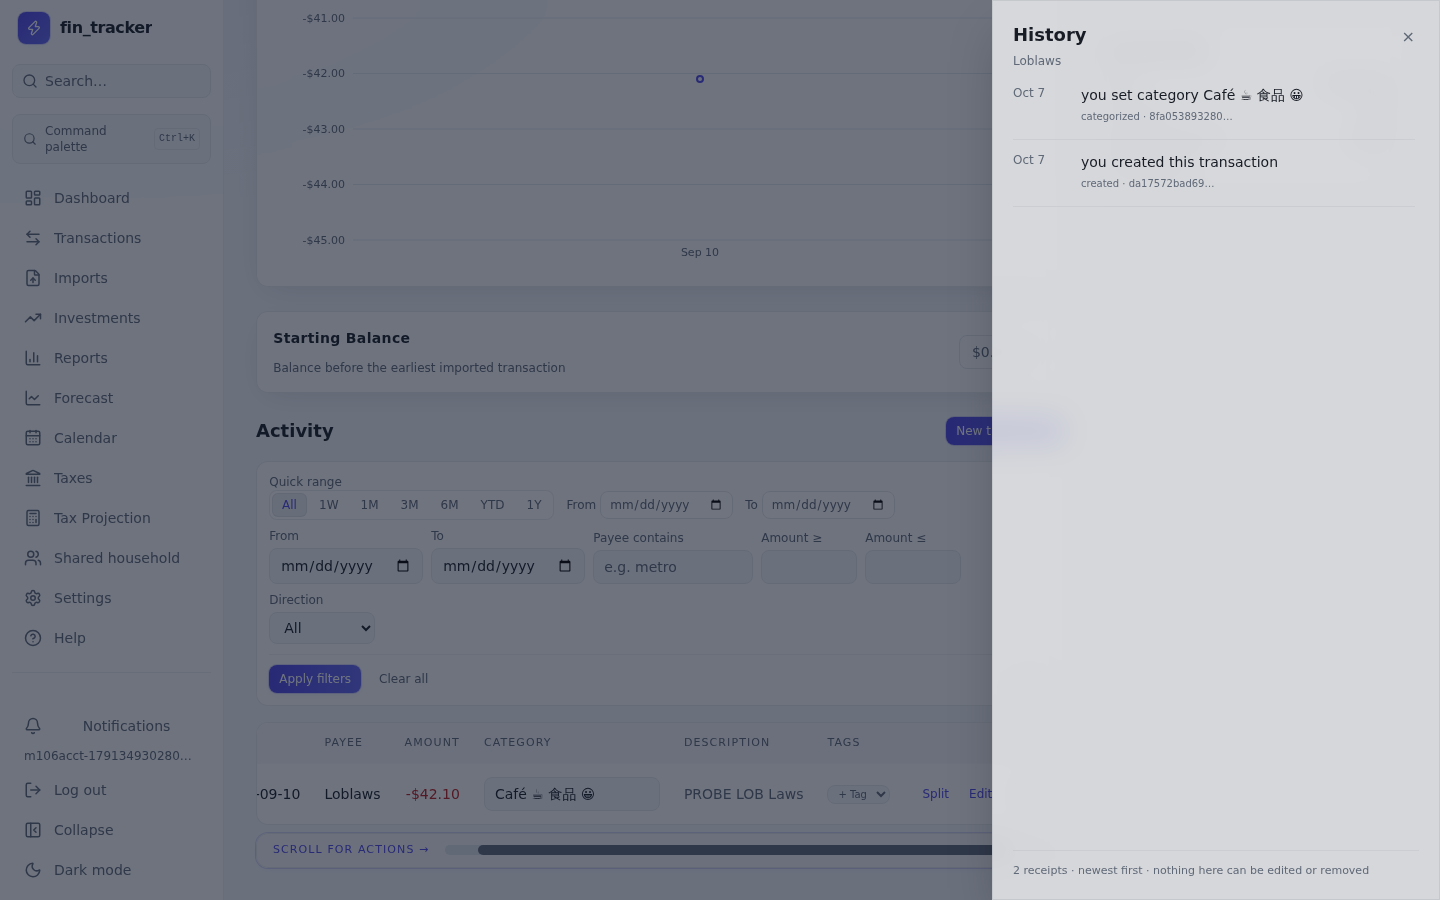 fin_tracker
Search…
Command palette
Ctrl+K
Dashboard
Transactions
Imports
Investments
Reports
Forecast
Calendar
Taxes
Tax Projection
Shared household
Settings
Help
Notifications
m106acct-179134930280…
Log out
Collapse
Dark mode
-$41.00
-$42.00
-$43.00
-$44.00
-$45.00
Sep 10
Starting Balance
Balance before the earliest imported transaction
$0.
Activity
New t
Quick range
All 1W 1M 3M 6M YTD 1Y From mm/dd/yyyy To mm/dd/yyyy
From To Payee contains Amount ≥ Amount ≤
mm/dd/yyyy mm/dd/yyyy e.g. metro
Direction
All
Apply filters Clear all
PAYEE AMOUNT CATEGORY DESCRIPTION TAGS
-09-10 Loblaws -$42.10 Café ☕ 食品 😀 PROBE LOB Laws + Tag Split Edit
SCROLL FOR ACTIONS →
History
×
Loblaws
Oct 7 you set category Café ☕ 食品 😀
categorized · 8fa053893280…
Oct 7 you created this transaction
created · da17572bad69…
2 receipts · newest first · nothing here can be edited or removed